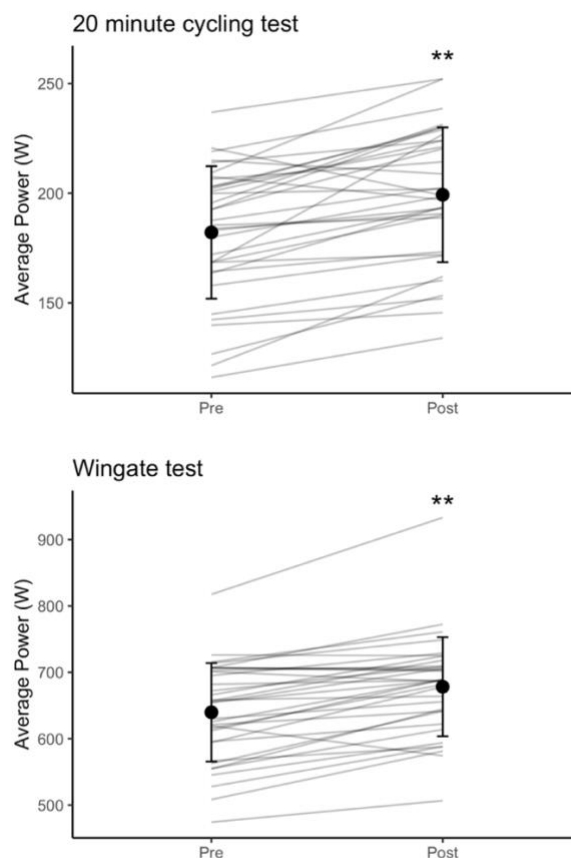 20 minute cycling test
**
Average Power (W)
250
200
150
Pre Post
Wingate test
**
Average Power (W)
900
800
700
600
500
Pre Post